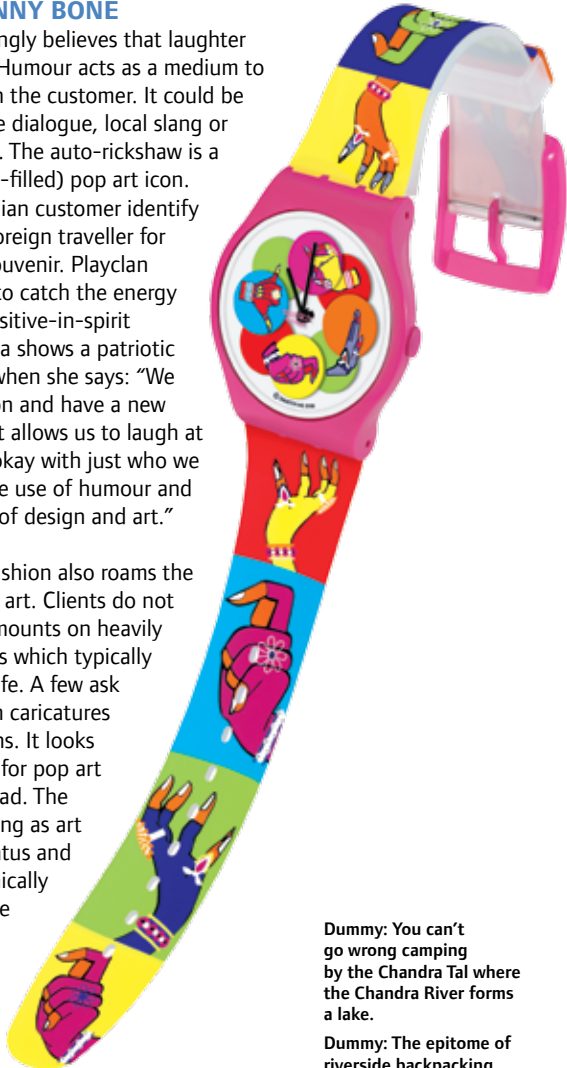 NNY BONE
ngly believes that laughter
Humour acts as a medium to
n the customer. It could be
e dialogue, local slang or
. The auto-rickshaw is a
-filled) pop art icon.
ian customer identify
oreign traveller for
ouvenir. Playclan
to catch the energy
sitive-in-spirit
a shows a patriotic
when she says: “We
on and have a new
t allows us to laugh at
okay with just who we
e use of humour and
of design and art.”
shion also roams the
art. Clients do not
mounts on heavily
s which typically
fe. A few ask
n caricatures
ns. It looks
for pop art
ad. The
ng as art
tus and
nically
e
Dummy: You can’t
go wrong camping
by the Chandra Tal where
the Chandra River forms
a lake.
Dummy: The epitome of
riverside backpacking